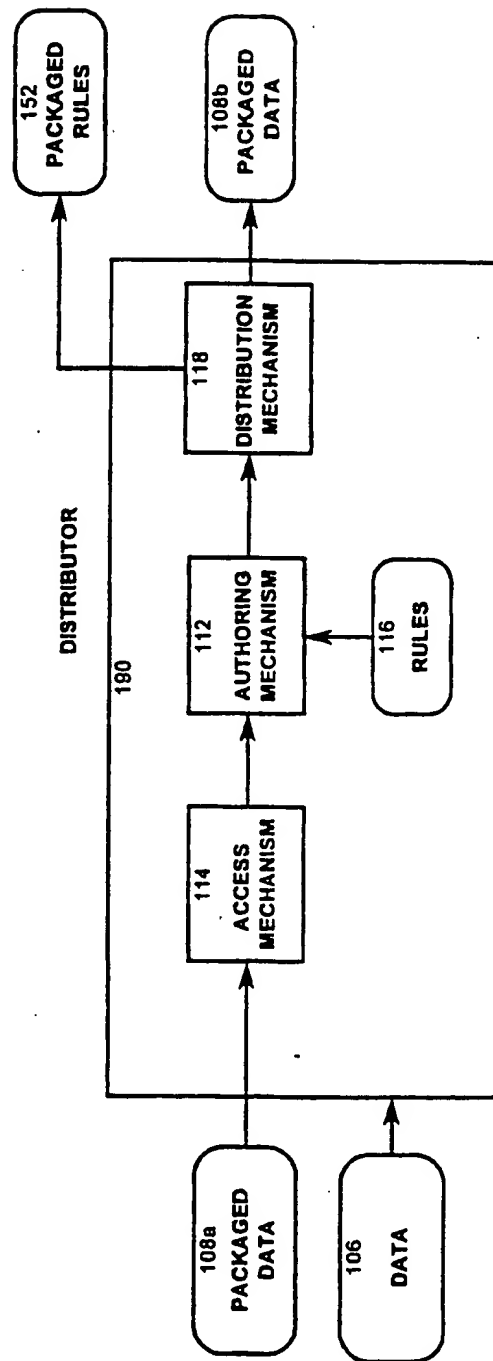 DISTRIBUTOR
190
108a
PACKAGED
DATA
106
DATA
114
ACCESS
MECHANISM
112
AUTHORING
MECHANISM
116
RULES
118
DISTRIBUTION
MECHANISM
152
PACKAGED
RULES
108b
PACKAGED
DATA